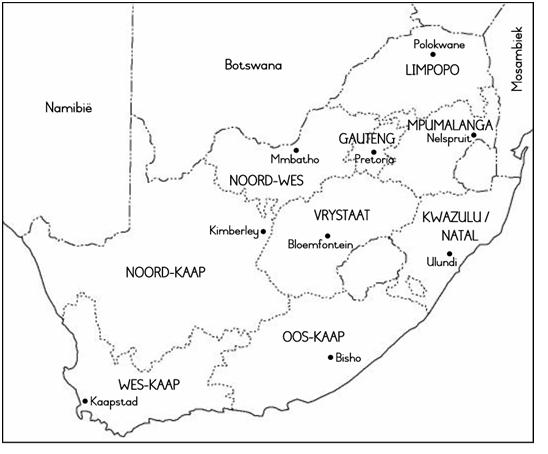 Polokwane
LIMPOPO
Mosambiek
Botswana
Namibië
MPUMALANGA
Nelspruit
GAUTENG
Pretoria
Mmbatho
NOORD-WES
VRYSTAAT
KWAZULU /
NATAL
Kimberley
Bloemfontein
Ulundi
NOORD-KAAP
OOS-KAAP
Bisho
WES-KAAP
Kaapstad